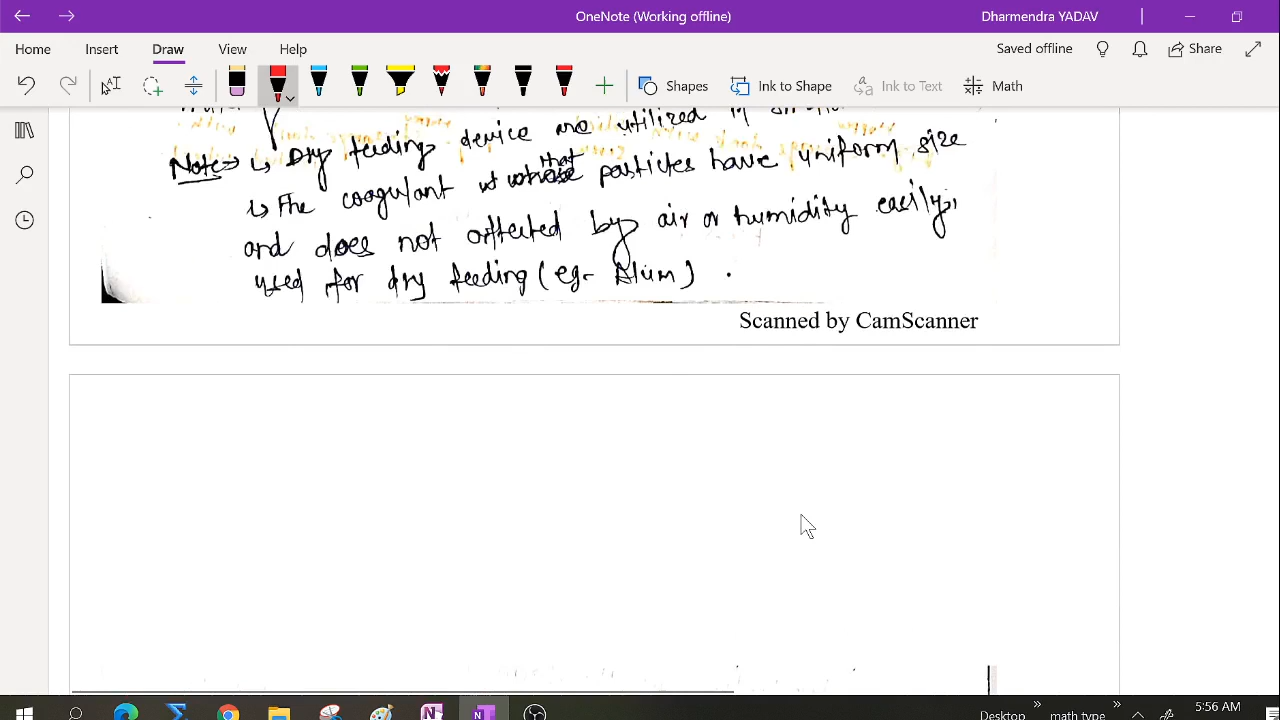 OneNote (Working offline)
Dharmendra YADAV
Home Insert Draw View Help
Saved offline
Share
Shapes
Ink to Shape
Ink to Text
Math
device are utilized
Note → ↳ Dry feeding
↳ The coagulant that particles have uniform size
and does not affected by air or humidity easily,
used for dry feeding (eg- Alum) .
Scanned by CamScanner
Desktop
math type
5:56 AM